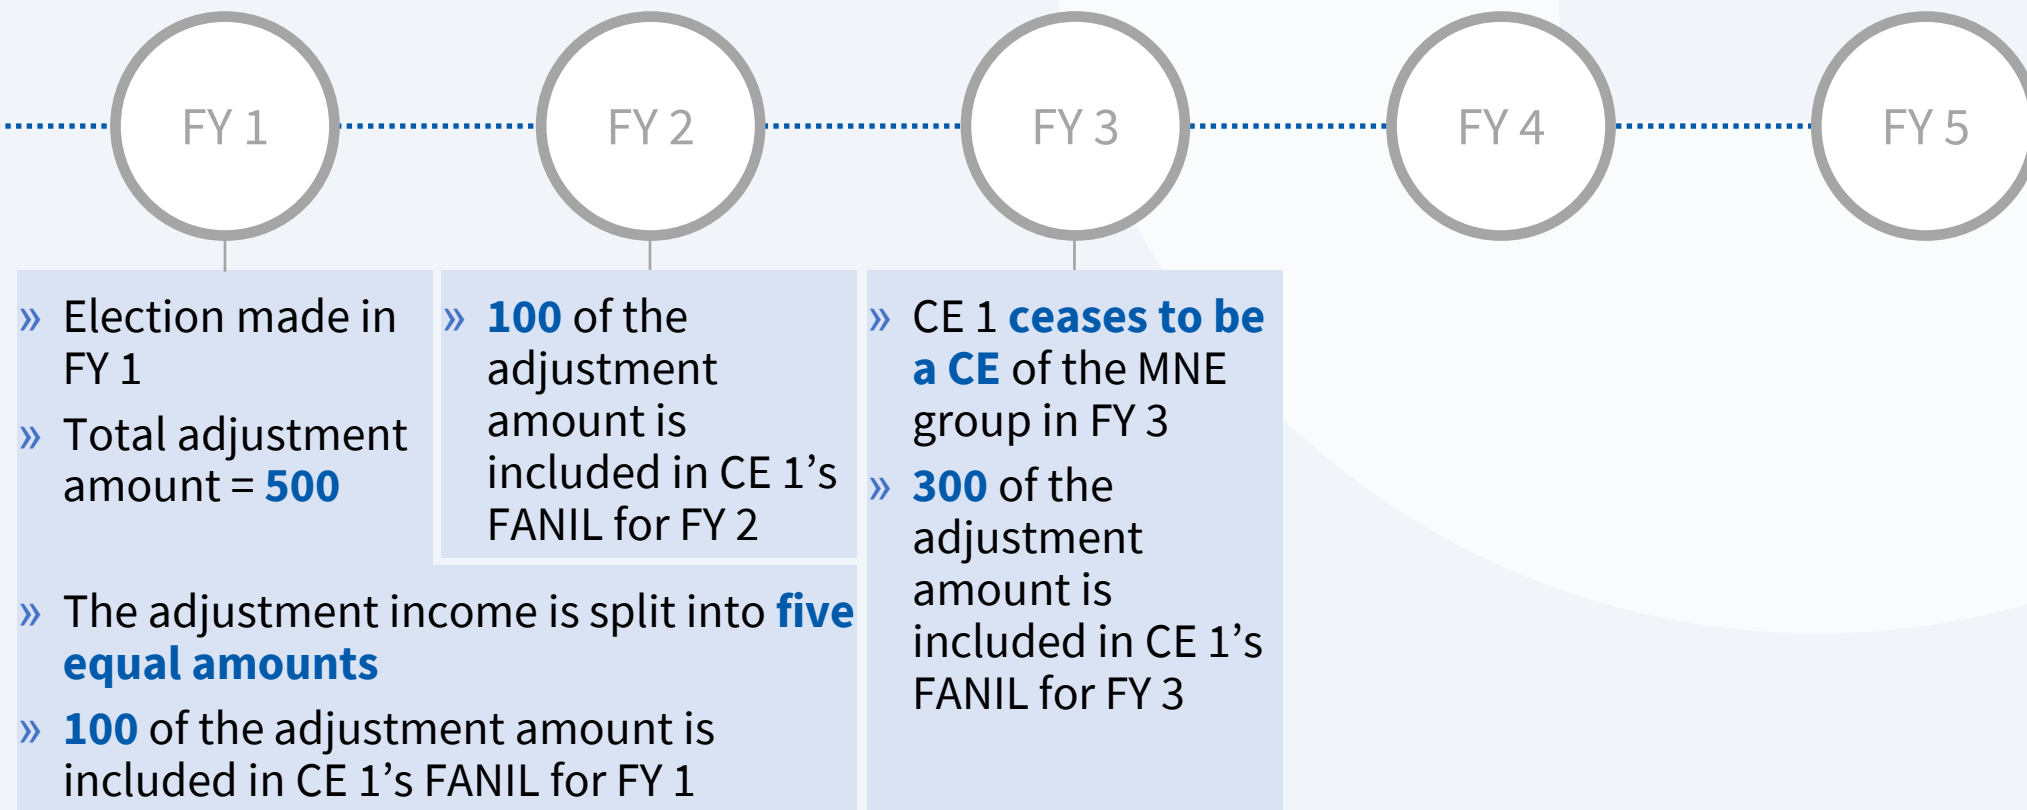 FY 1
FY 2
FY 3
FY 4
FY 5
» Election made in
FY 1
» Total adjustment
amount = 500
» The adjustment income is split into five
equal amounts
» 100 of the adjustment amount is
included in CE 1’s FANIL for FY 1
» 100 of the
adjustment
amount is
included in CE 1’s
FANIL for FY 2
» CE 1 ceases to be
a CE of the MNE
group in FY 3
» 300 of the
adjustment
amount is
included in CE 1’s
FANIL for FY 3